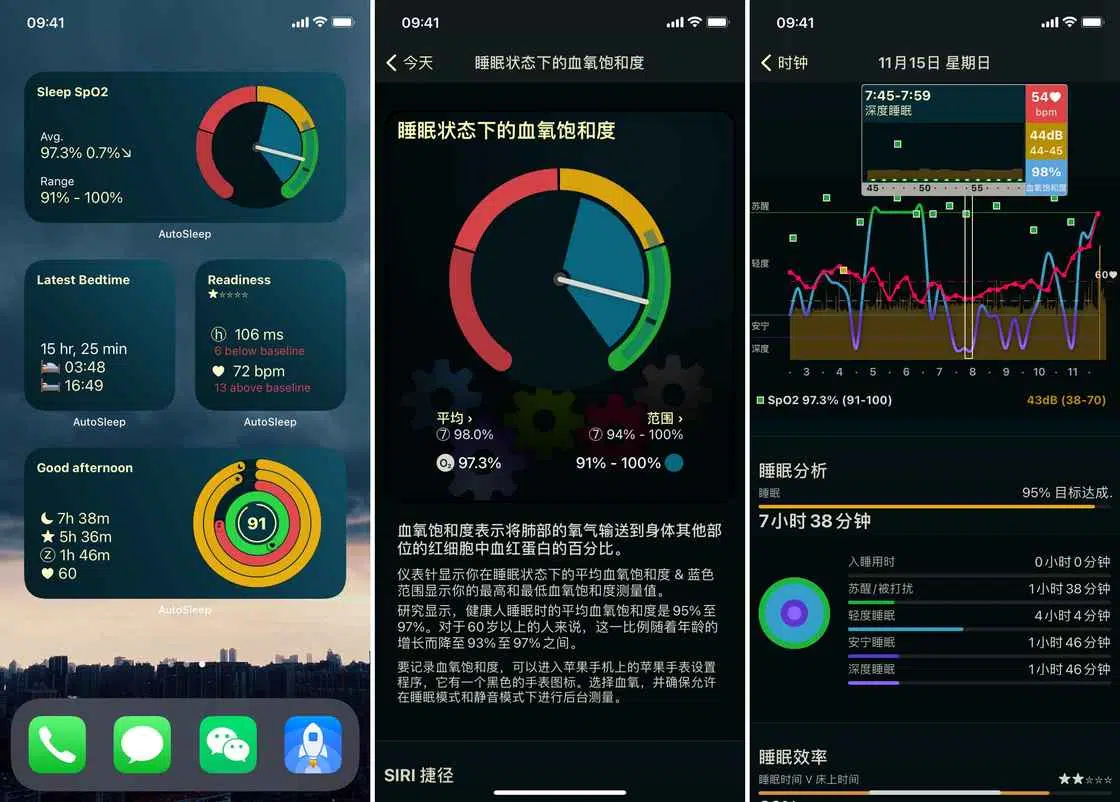 09:41
Sleep SpO2
Avg.
97.3% 0.7%↘
Range
91% - 100%
AutoSleep
Latest Bedtime
15 hr, 25 min
03:48
16:49
AutoSleep
Readiness
★☆☆☆☆
h 106 ms
6 below baseline
72 bpm
13 above baseline
AutoSleep
Good afternoon
7h 38m
5h 36m
Z 1h 46m
60
91
AutoSleep
09:41
今天
睡眠状态下的血氧饱和度
睡眠状态下的血氧饱和度
平均 ›
⑦ 98.0%
O₂ 97.3%
范围 ›
⑦ 94% - 100%
91% - 100%
血氧饱和度表示将肺部的氧气输送到身体其他部
位的红细胞中血红蛋白的百分比。
仪表针显示你在睡眠状态下的平均血氧饱和度 & 蓝色
范围显示你的最高和最低血氧饱和度测量值。
研究显示，健康人睡眠时的平均血氧饱和度是 95% 至
97%。对于 60 岁以上的人来说，这一比例随着年龄的
增长而降至 93% 至 97% 之间。
要记录血氧饱和度，可以进入苹果手机上的苹果手表设置
程序，它有一个黑色的手表图标。选择血氧，并确保允许
在睡眠模式和静音模式下进行后台测量。
SIRI 捷径
09:41
时钟
11月15日 星期日
7:45-7:59
深度睡眠
54♥
bpm
44dB
44-45
98%
血氧饱和度
45 50 55
苏醒
轻度
安宁
深度
60♥
3 4 5 6 7 8 9 10 11
SpO2 97.3% (91-100)
43dB (38-70)
睡眠分析
睡眠
95% 目标达成.
7小时38分钟
入睡用时 0小时0分钟
苏醒/被打扰 1小时38分钟
轻度睡眠 4小时4分钟
安宁睡眠 1小时46分钟
深度睡眠 1小时46分钟
睡眠效率
睡眠时间 V 床上时间
★★☆☆☆